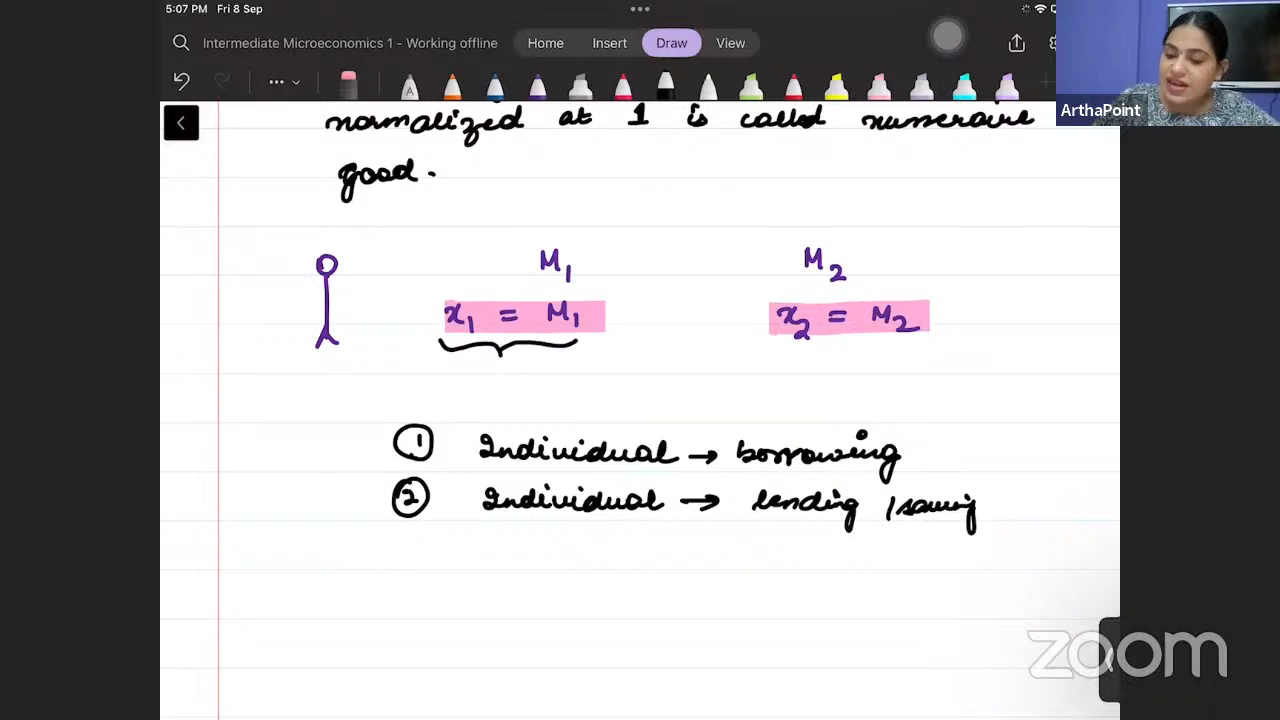 5:07 PM Fri 8 Sep
Intermediate Microeconomics 1 - Working offline
Home Insert Draw View
A
ArthaPoint
normalized at 1 is called numeraire
good.
M₁ M₂
x₁ = M₁ x₂ = M₂
① Individual → borrowing
② Individual → lending / saving
zoom